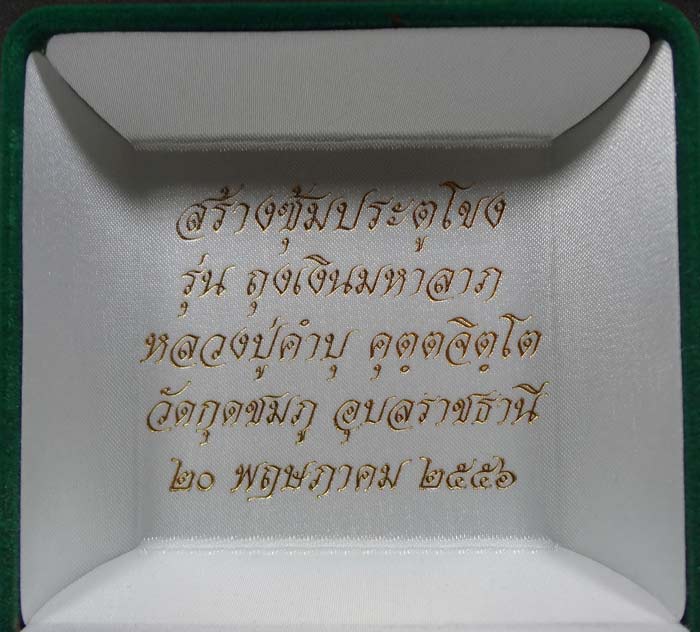 สร้างซุ้มประตูโขง
รุ่น ถุงเงินมหาลาภ
หลวงปู่คำบุ คุตฺตจิตฺโต
วัดกุดชมภู อุบลราชธานี
๒๐ พฤษภาคม ๒๕๕๖